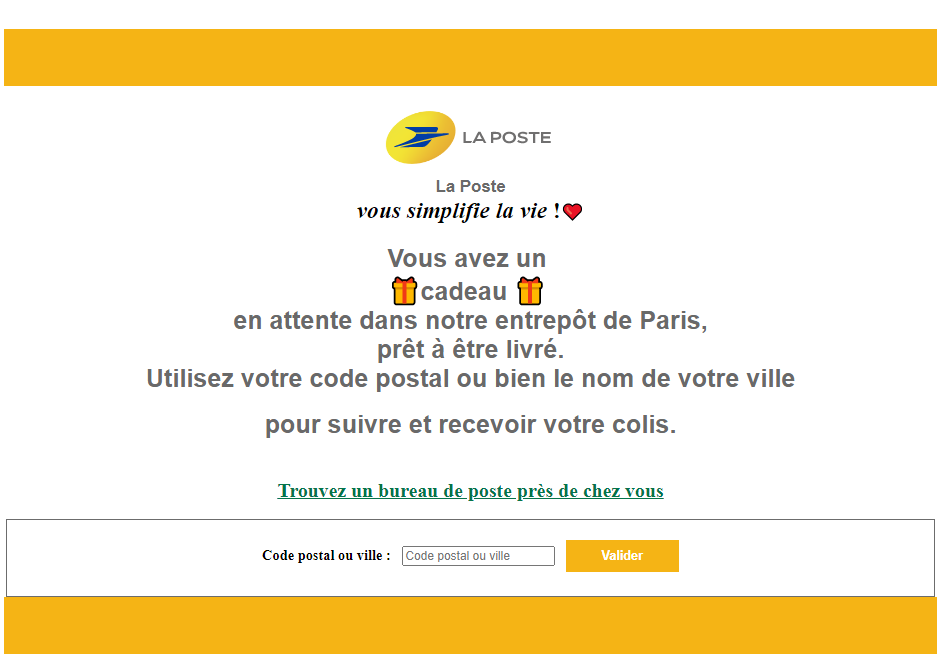 LA POSTE
La Poste
vous simplifie la vie !
Vous avez un
cadeau
en attente dans notre entrepôt de Paris,
prêt à être livré.
Utilisez votre code postal ou bien le nom de votre ville
pour suivre et recevoir votre colis.
Trouvez un bureau de poste près de chez vous
Code postal ou ville : Code postal ou ville Valider